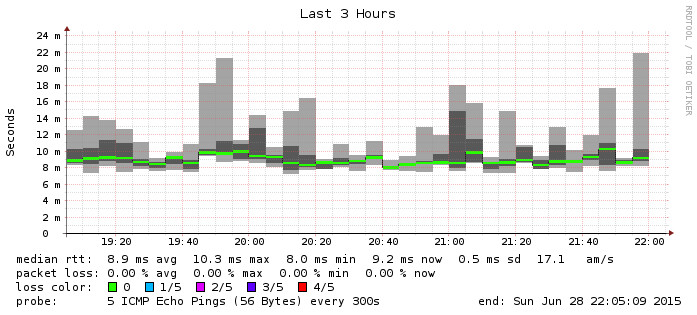 Last 3 Hours
RRDTOOL / TOBI OETIKER
Seconds
24 m
22 m
20 m
18 m
16 m
14 m
12 m
10 m
8 m
6 m
4 m
2 m
0
19:20 19:40 20:00 20:20 20:40 21:00 21:20 21:40 22:00
median rtt: 8.9 ms avg 10.3 ms max 8.0 ms min 9.2 ms now 0.5 ms sd 17.1 am/s
packet loss: 0.00 % avg 0.00 % max 0.00 % min 0.00 % now
loss color: 0 1/5 2/5 3/5 4/5
probe: 5 ICMP Echo Pings (56 Bytes) every 300s end: Sun Jun 28 22:05:09 2015